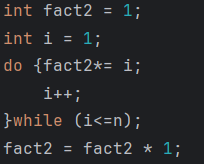 int fact2 = 1;
int i = 1;
do {fact2*= i;
    i++;
}while (i<=n);
fact2 = fact2 * 1;